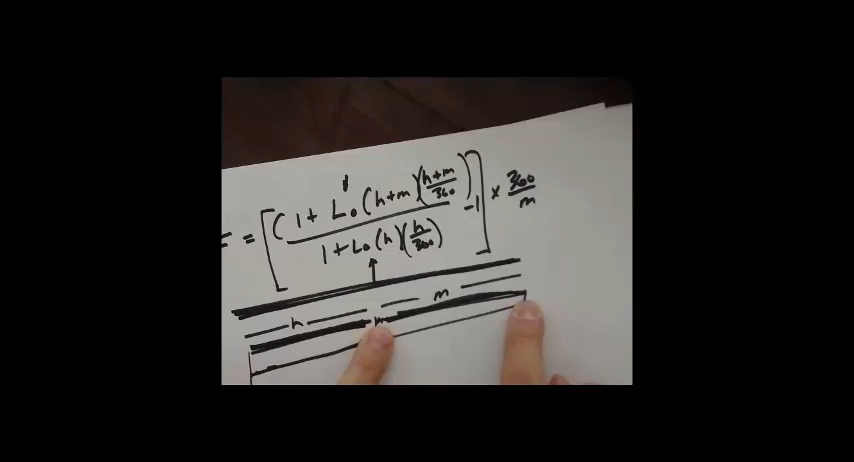 = [(1 + L₀(h+m)(h+m/360) / 1 + L₀(h)(h/360)) -1] × 360/m
h m